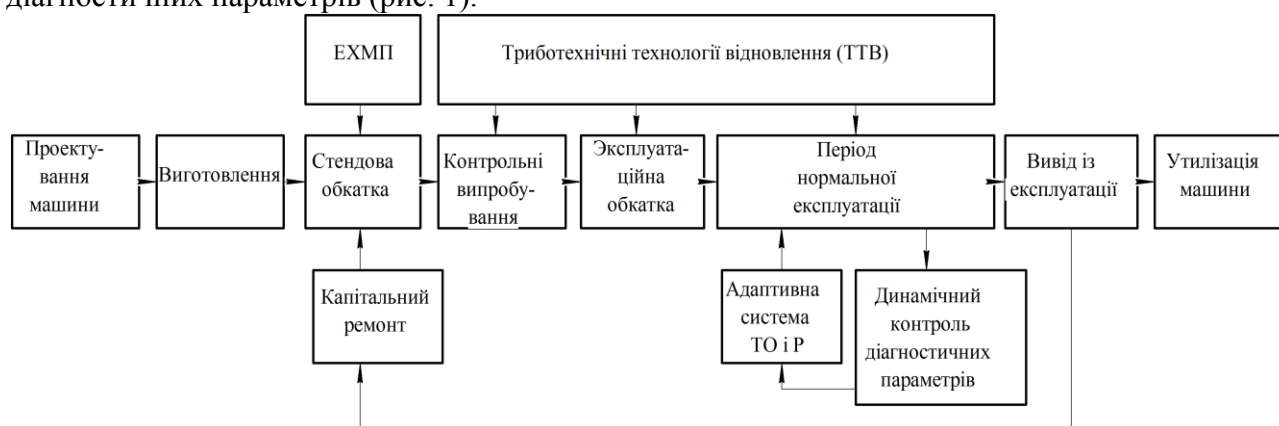 діагностичних параметрів (рис. 1).
ЕХМП
Триботехнічні технології відновлення (ТТВ)
Проекту-
вання
машини
Виготовлення
Стендова
обкатка
Контрольні
випробу-
вання
Эксплуата-
ційна
обкатка
Період
нормальної
експлуатації
Вивід із
експлуатації
Утилізація
машини
Капітальний
ремонт
Адаптивна
система
ТО і Р
Динамічний
контроль
діагностичних
параметрів